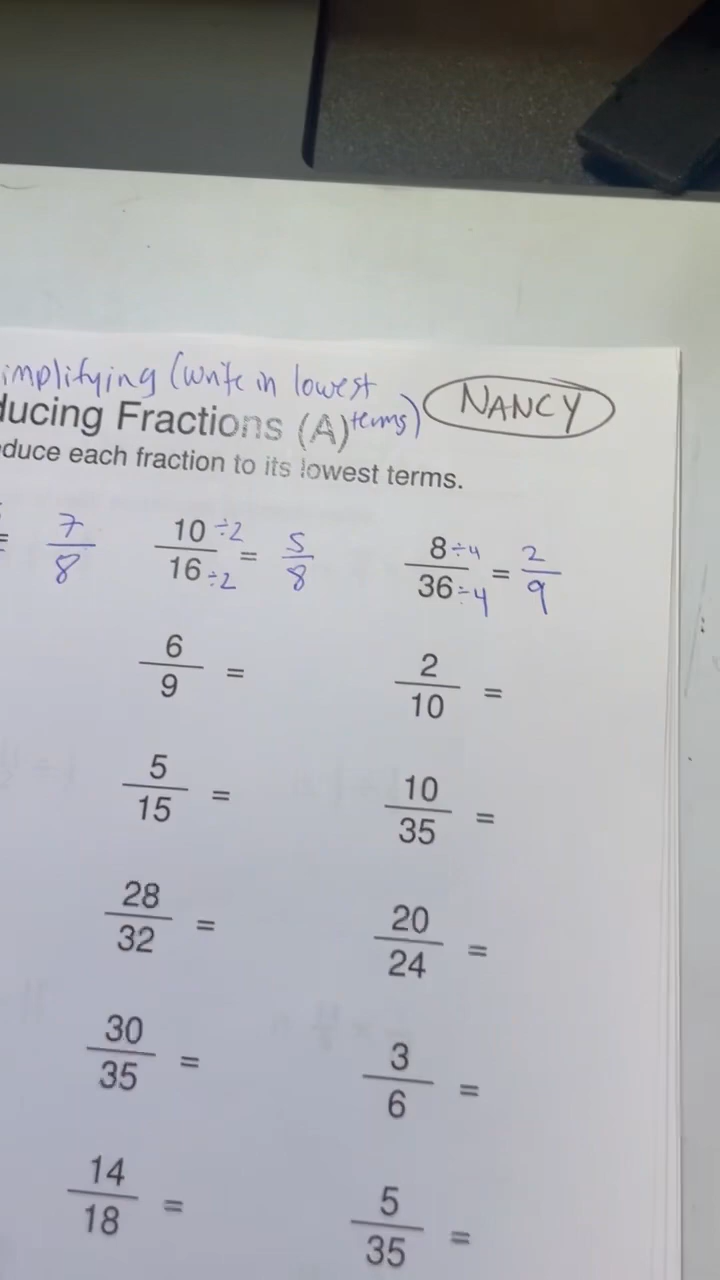 implifying (write in lowest
terms)
NANCY
ducing Fractions (A)
duce each fraction to its lowest terms.
= 7/8 10÷2/16÷2 = 5/8 8÷4/36÷4 = 2/9
6/9 = 2/10 =
5/15 = 10/35 =
28/32 = 20/24 =
30/35 = 3/6 =
14/18 = 5/35 =